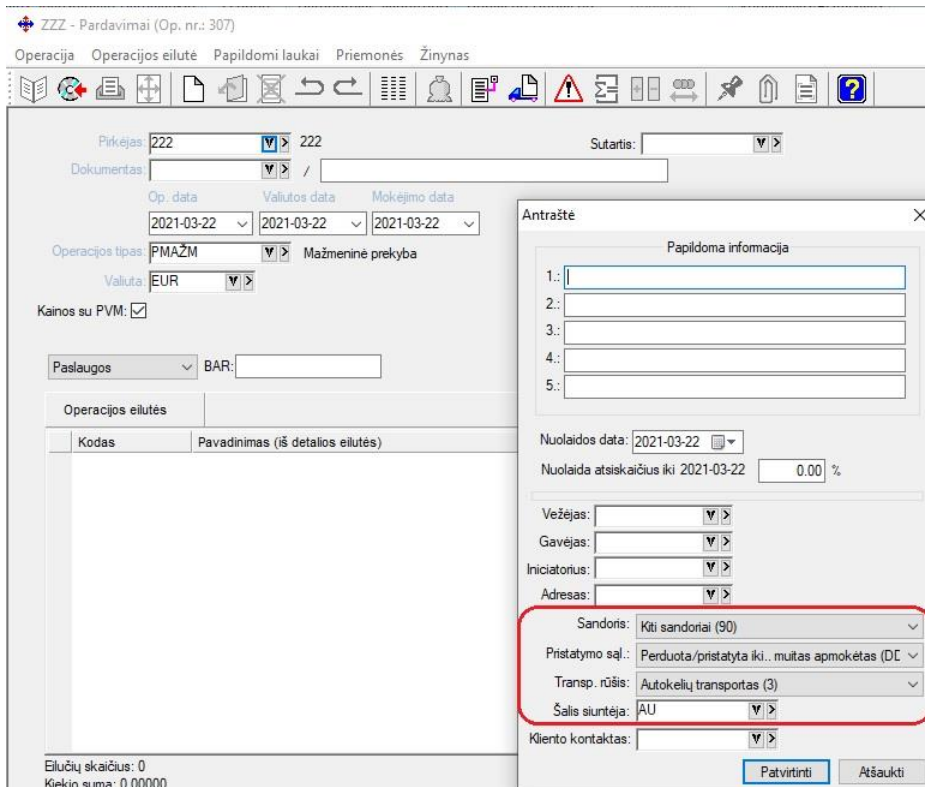 ZZZ - Pardavimai (Op. nr.: 307)
Operacija Operacijos eilutė Papildomi laukai Priemonės Žinynas
Pirkėjas: 222 222 Sutartis:
Dokumentas: /
Op. data Valiutos data Mokėjimo data
2021-03-22 2021-03-22 2021-03-22
Operacijos tipas: PMAŽM Mažmeninė prekyba
Valiuta: EUR
Kainos su PVM:
Paslaugos BAR:
Operacijos eilutės
Kodas Pavadinimas (iš detalios eilutės)
Eilučių skaičius: 0
Kiekio suma: 0.00000
Antraštė
Papildoma informacija
1.:
2.:
3.:
4.:
5.:
Nuolaidos data: 2021-03-22
Nuolaida atsiskaičius iki 2021-03-22 0.00 %
Vežėjas:
Gavėjas:
Iniciatorius:
Adresas:
Sandoris: Kiti sandoriai (90)
Pristatymo sąl.: Perduota/pristatyta iki.. muitas apmokėtas (DD
Transp. rūšis: Autokelių transportas (3)
Šalis siuntėja: AU
Kliento kontaktas:
Patvirtinti Atšaukti